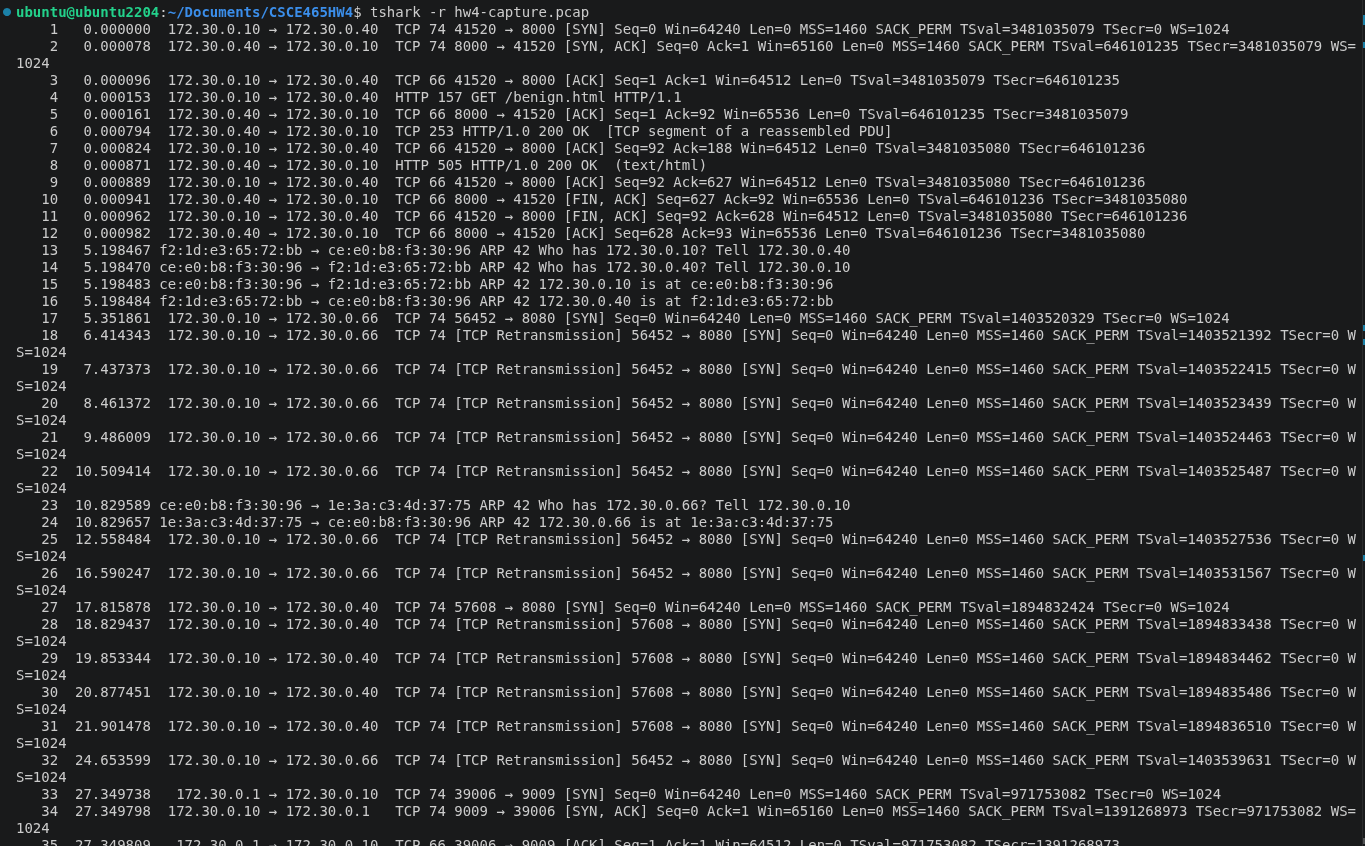 ubuntu@ubuntu2204:~/Documents/CSCE465HW4$ tshark -r hw4-capture.pcap
1 0.000000 172.30.0.10 → 172.30.0.40 TCP 74 41520 → 8000 [SYN] Seq=0 Win=64240 Len=0 MSS=1460 SACK_PERM TSval=3481035079 TSecr=0 WS=1024
2 0.000078 172.30.0.40 → 172.30.0.10 TCP 74 8000 → 41520 [SYN, ACK] Seq=0 Ack=1 Win=65160 Len=0 MSS=1460 SACK_PERM TSval=646101235 TSecr=3481035079 WS=
1024
3 0.000096 172.30.0.10 → 172.30.0.40 TCP 66 41520 → 8000 [ACK] Seq=1 Ack=1 Win=64512 Len=0 TSval=3481035079 TSecr=646101235
4 0.000153 172.30.0.10 → 172.30.0.40 HTTP 157 GET /benign.html HTTP/1.1
5 0.000161 172.30.0.40 → 172.30.0.10 TCP 66 8000 → 41520 [ACK] Seq=1 Ack=92 Win=65536 Len=0 TSval=646101235 TSecr=3481035079
6 0.000794 172.30.0.40 → 172.30.0.10 TCP 253 HTTP/1.0 200 OK [TCP segment of a reassembled PDU]
7 0.000824 172.30.0.10 → 172.30.0.40 TCP 66 41520 → 8000 [ACK] Seq=92 Ack=188 Win=64512 Len=0 TSval=3481035080 TSecr=646101236
8 0.000871 172.30.0.40 → 172.30.0.10 HTTP 505 HTTP/1.0 200 OK (text/html)
9 0.000889 172.30.0.10 → 172.30.0.40 TCP 66 41520 → 8000 [ACK] Seq=92 Ack=627 Win=64512 Len=0 TSval=3481035080 TSecr=646101236
10 0.000941 172.30.0.40 → 172.30.0.10 TCP 66 8000 → 41520 [FIN, ACK] Seq=627 Ack=92 Win=65536 Len=0 TSval=646101236 TSecr=3481035080
11 0.000962 172.30.0.10 → 172.30.0.40 TCP 66 41520 → 8000 [FIN, ACK] Seq=92 Ack=628 Win=64512 Len=0 TSval=3481035080 TSecr=646101236
12 0.000982 172.30.0.40 → 172.30.0.10 TCP 66 8000 → 41520 [ACK] Seq=628 Ack=93 Win=65536 Len=0 TSval=646101236 TSecr=3481035080
13 5.198467 f2:1d:e3:65:72:bb → ce:e0:b8:f3:30:96 ARP 42 Who has 172.30.0.10? Tell 172.30.0.40
14 5.198470 ce:e0:b8:f3:30:96 → f2:1d:e3:65:72:bb ARP 42 Who has 172.30.0.40? Tell 172.30.0.10
15 5.198483 ce:e0:b8:f3:30:96 → f2:1d:e3:65:72:bb ARP 42 172.30.0.10 is at ce:e0:b8:f3:30:96
16 5.198484 f2:1d:e3:65:72:bb → ce:e0:b8:f3:30:96 ARP 42 172.30.0.40 is at f2:1d:e3:65:72:bb
17 5.351861 172.30.0.10 → 172.30.0.66 TCP 74 56452 → 8080 [SYN] Seq=0 Win=64240 Len=0 MSS=1460 SACK_PERM TSval=1403520329 TSecr=0 WS=1024
18 6.414343 172.30.0.10 → 172.30.0.66 TCP 74 [TCP Retransmission] 56452 → 8080 [SYN] Seq=0 Win=64240 Len=0 MSS=1460 SACK_PERM TSval=1403521392 TSecr=0 W
S=1024
19 7.437373 172.30.0.10 → 172.30.0.66 TCP 74 [TCP Retransmission] 56452 → 8080 [SYN] Seq=0 Win=64240 Len=0 MSS=1460 SACK_PERM TSval=1403522415 TSecr=0 W
S=1024
20 8.461372 172.30.0.10 → 172.30.0.66 TCP 74 [TCP Retransmission] 56452 → 8080 [SYN] Seq=0 Win=64240 Len=0 MSS=1460 SACK_PERM TSval=1403523439 TSecr=0 W
S=1024
21 9.486009 172.30.0.10 → 172.30.0.66 TCP 74 [TCP Retransmission] 56452 → 8080 [SYN] Seq=0 Win=64240 Len=0 MSS=1460 SACK_PERM TSval=1403524463 TSecr=0 W
S=1024
22 10.509414 172.30.0.10 → 172.30.0.66 TCP 74 [TCP Retransmission] 56452 → 8080 [SYN] Seq=0 Win=64240 Len=0 MSS=1460 SACK_PERM TSval=1403525487 TSecr=0 W
S=1024
23 10.829589 ce:e0:b8:f3:30:96 → 1e:3a:c3:4d:37:75 ARP 42 Who has 172.30.0.66? Tell 172.30.0.10
24 10.829657 1e:3a:c3:4d:37:75 → ce:e0:b8:f3:30:96 ARP 42 172.30.0.66 is at 1e:3a:c3:4d:37:75
25 12.558484 172.30.0.10 → 172.30.0.66 TCP 74 [TCP Retransmission] 56452 → 8080 [SYN] Seq=0 Win=64240 Len=0 MSS=1460 SACK_PERM TSval=1403527536 TSecr=0 W
S=1024
26 16.590247 172.30.0.10 → 172.30.0.66 TCP 74 [TCP Retransmission] 56452 → 8080 [SYN] Seq=0 Win=64240 Len=0 MSS=1460 SACK_PERM TSval=1403531567 TSecr=0 W
S=1024
27 17.815878 172.30.0.10 → 172.30.0.40 TCP 74 57608 → 8080 [SYN] Seq=0 Win=64240 Len=0 MSS=1460 SACK_PERM TSval=1894832424 TSecr=0 WS=1024
28 18.829437 172.30.0.10 → 172.30.0.40 TCP 74 [TCP Retransmission] 57608 → 8080 [SYN] Seq=0 Win=64240 Len=0 MSS=1460 SACK_PERM TSval=1894833438 TSecr=0 W
S=1024
29 19.853344 172.30.0.10 → 172.30.0.40 TCP 74 [TCP Retransmission] 57608 → 8080 [SYN] Seq=0 Win=64240 Len=0 MSS=1460 SACK_PERM TSval=1894834462 TSecr=0 W
S=1024
30 20.877451 172.30.0.10 → 172.30.0.40 TCP 74 [TCP Retransmission] 57608 → 8080 [SYN] Seq=0 Win=64240 Len=0 MSS=1460 SACK_PERM TSval=1894835486 TSecr=0 W
S=1024
31 21.901478 172.30.0.10 → 172.30.0.40 TCP 74 [TCP Retransmission] 57608 → 8080 [SYN] Seq=0 Win=64240 Len=0 MSS=1460 SACK_PERM TSval=1894836510 TSecr=0 W
S=1024
32 24.653599 172.30.0.10 → 172.30.0.66 TCP 74 [TCP Retransmission] 56452 → 8080 [SYN] Seq=0 Win=64240 Len=0 MSS=1460 SACK_PERM TSval=1403539631 TSecr=0 W
S=1024
33 27.349738 172.30.0.1 → 172.30.0.10 TCP 74 39006 → 9009 [SYN] Seq=0 Win=64240 Len=0 MSS=1460 SACK_PERM TSval=971753082 TSecr=0 WS=1024
34 27.349798 172.30.0.10 → 172.30.0.1 TCP 74 9009 → 39006 [SYN, ACK] Seq=0 Ack=1 Win=65160 Len=0 MSS=1460 SACK_PERM TSval=1391268973 TSecr=971753082 WS=
1024
35 27.349809 172.30.0.1 → 172.30.0.10 TCP 66 39006 → 9009 [ACK] Seq=1 Ack=1 Win=64512 Len=0 TSval=971753082 TSecr=1391268973